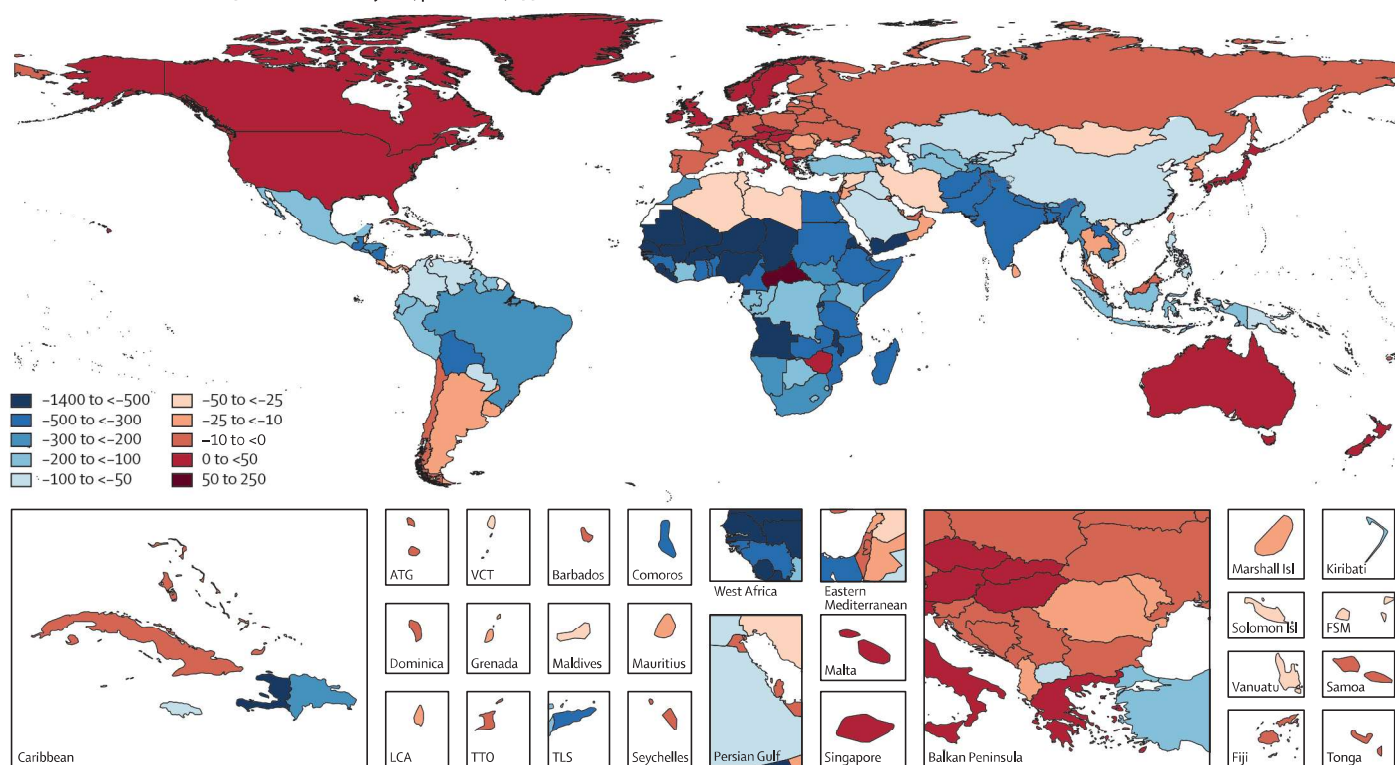 -1400 to <-500
-500 to <-300
-300 to <-200
-200 to <-100
-100 to <-50
-50 to <-25
-25 to <-10
-10 to <0
0 to <50
50 to 250
Caribbean
ATG
VCT
Barbados
Comoros
West Africa
Eastern
Mediterranean
Dominica
Grenada
Maldives
Mauritius
Malta
LCA
TTO
TLS
Seychelles
Persian Gulf
Singapore
Balkan Peninsula
Marshall Isl
Kiribati
Solomon Isl
FSM
Vanuatu
Samoa
Fiji
Tonga